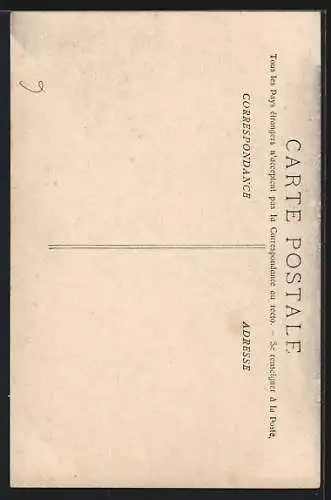 CARTE POSTALE
Tous les Pays étrangers n'acceptent pas la Correspondance au recto. — Se renseigner à la Poste.
CORRESPONDANCE
ADRESSE